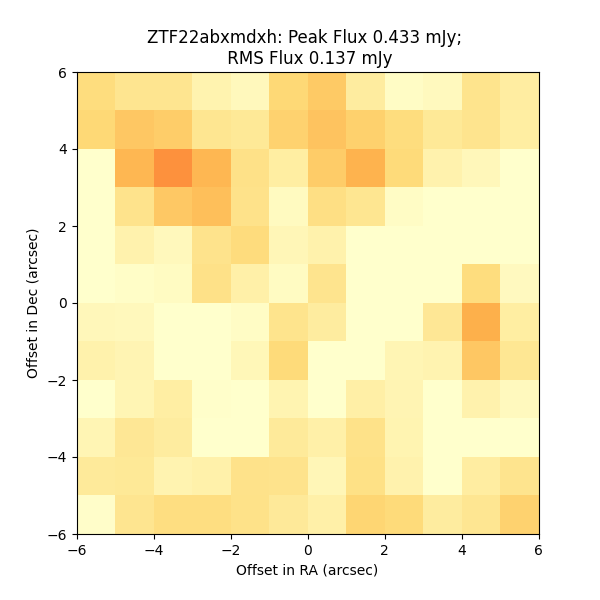 ZTF22abxmdxh: Peak Flux 0.433 mJy;
RMS Flux 0.137 mJy
6
4
2
0
−2
−4
−6
Offset in Dec (arcsec)
−6 −4 −2 0 2 4 6
Offset in RA (arcsec)